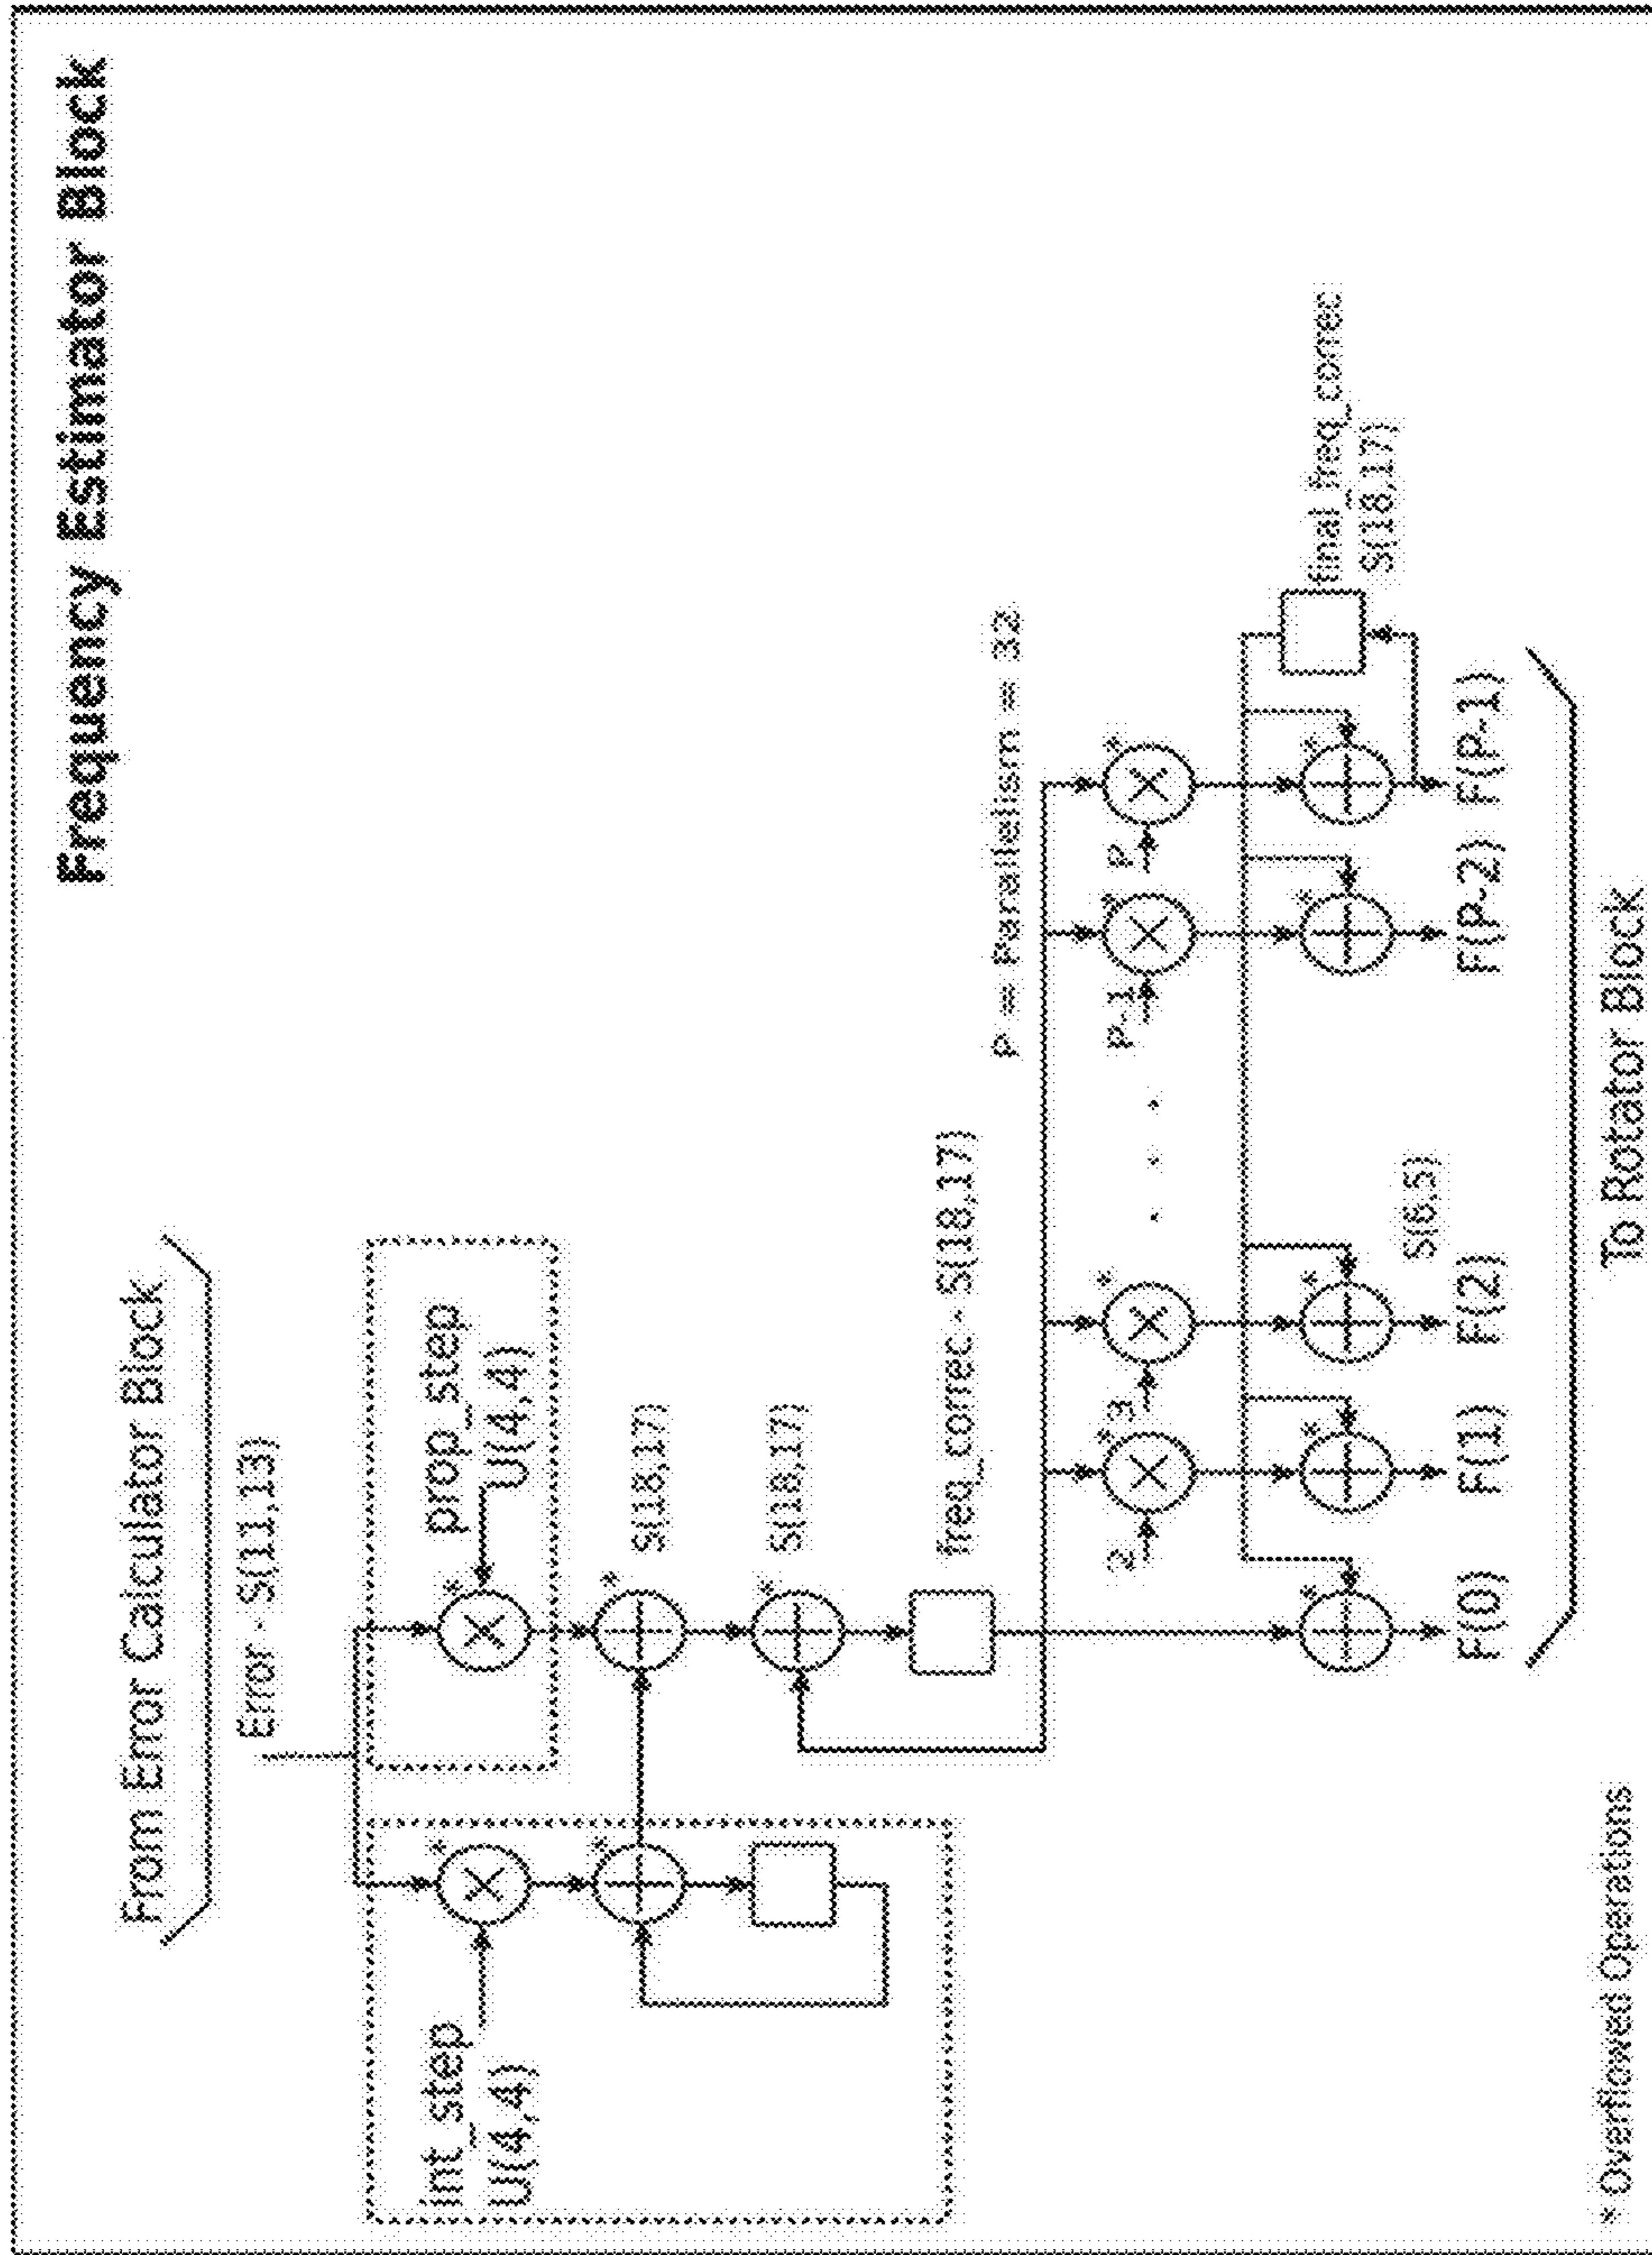 Frequency Estimator Block
From Error Calculator Block
Error - S(11,13)
int_step
U(4,4)
prop_step
U(4,4)
S(18,17)
S(18,17)
freq_correc - S(18,17)
P = Parallelism = 32
2
3
P-1
P
final_freq_correc
S(18,17)
S(6,5)
F(0)
F(1)
F(2)
F(P-2)
F(P-1)
To Rotator Block
* Overflowed Operations